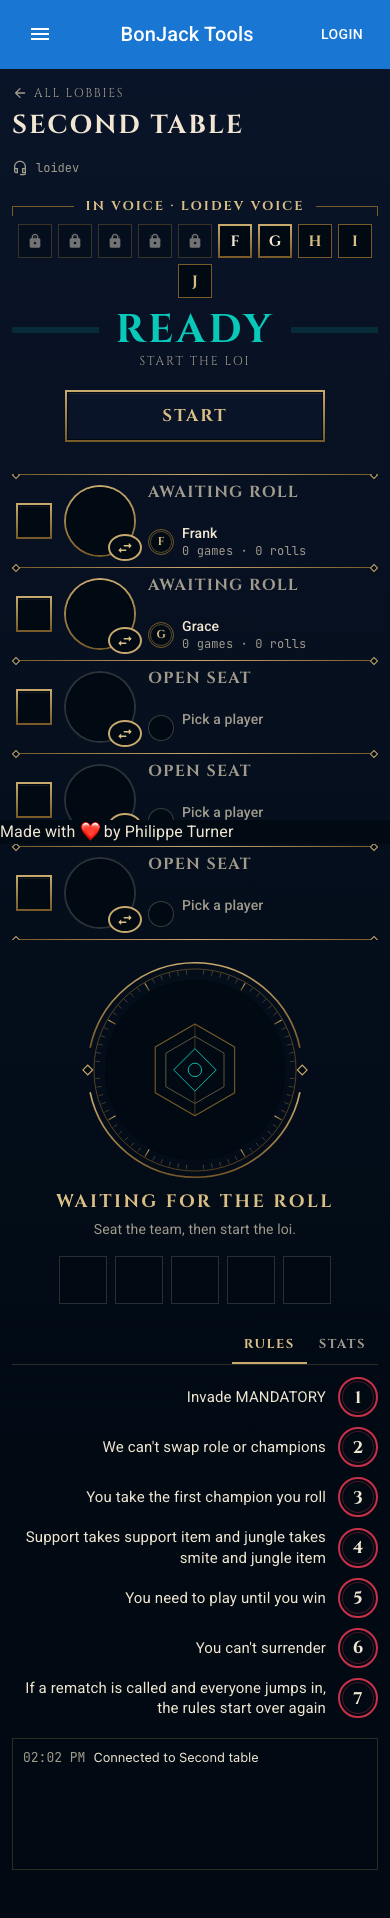 BonJack Tools
LOGIN
ALL LOBBIES
SECOND TABLE
loidev
IN VOICE · LOIDEV VOICE
F G H I
J
READY
START THE LOI
START
AWAITING ROLL
F Frank
0 games · 0 rolls
AWAITING ROLL
G Grace
0 games · 0 rolls
OPEN SEAT
Pick a player
OPEN SEAT
Pick a player
Made with ❤️ by Philippe Turner
OPEN SEAT
Pick a player
WAITING FOR THE ROLL
Seat the team, then start the loi.
RULES STATS
Invade MANDATORY 1
We can't swap role or champions 2
You take the first champion you roll 3
Support takes support item and jungle takes
smite and jungle item 4
You need to play until you win 5
You can't surrender 6
If a rematch is called and everyone jumps in,
the rules start over again 7
02:02 PM Connected to Second table